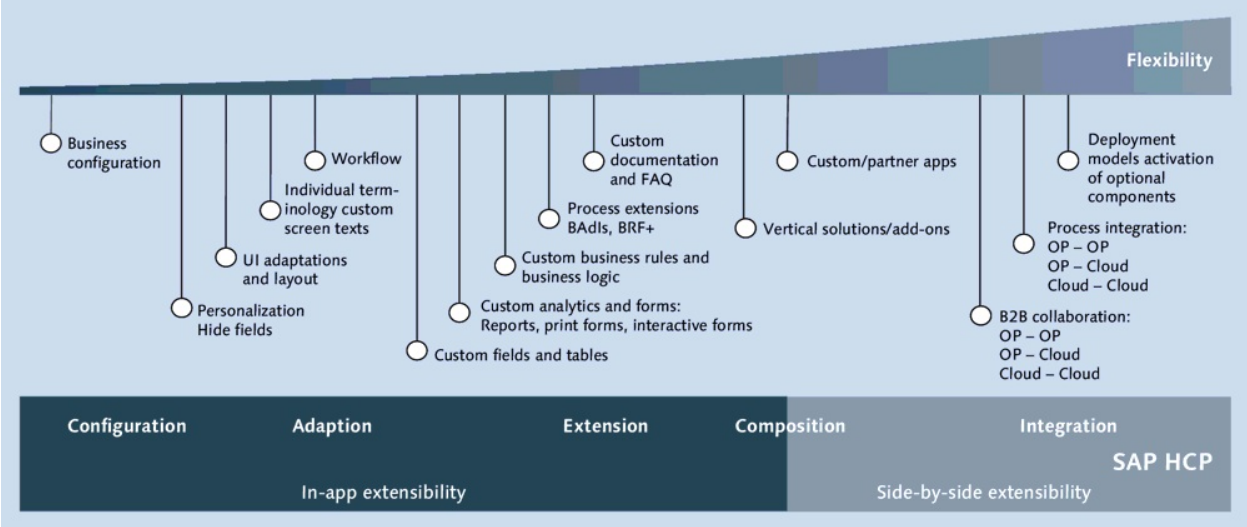 Flexibility
Business
configuration
Personalization
Hide fields
UI adaptations
and layout
Individual term-
inology custom
screen texts
Workflow
Custom fields and tables
Custom analytics and forms:
Reports, print forms, interactive forms
Custom business rules and
business logic
Process extensions
BAdIs, BRF+
Custom
documentation
and FAQ
Vertical solutions/add-ons
Custom/partner apps
B2B collaboration:
OP – OP
OP – Cloud
Cloud – Cloud
Process integration:
OP – OP
OP – Cloud
Cloud – Cloud
Deployment
models activation
of optional
components
Configuration
Adaption
Extension
Composition
Integration
SAP HCP
In-app extensibility
Side-by-side extensibility